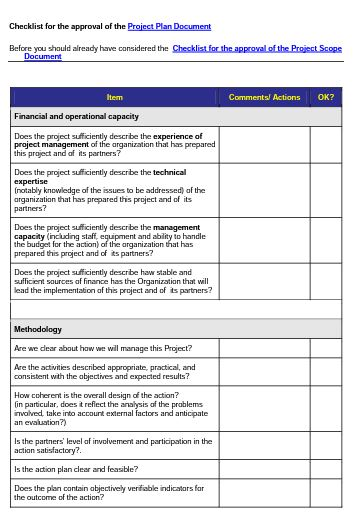 Checklist for the approval of the Project Plan Document
Before you should already have considered the Checklist for the approval of the Project Scope
Document
Item Comments/ Actions OK?
Financial and operational capacity
Does the project sufficiently describe the experience of
project management of the organization that has prepared
this project and of its partners?
Does the project sufficiently describe the technical
expertise
(notably knowledge of the issues to be addressed) of the
organization that has prepared this project and of its
partners?
Does the project sufficiently describe the management
capacity (including staff, equipment and ability to handle
the budget for the action) of the organization that has
prepared this project and of its partners?
Does the project sufficiently describe haw stable and
sufficient sources of finance has the Organization that will
lead the implementation of this project and of its partners?
Methodology
Are we clear about how we will manage this Project?
Are the activities described appropriate, practical, and
consistent with the objectives and expected results?
How coherent is the overall design of the action?
(in particular, does it reflect the analysis of the problems
involved, take into account external factors and anticipate
an evaluation?)
Is the partners' level of involvement and participation in the
action satisfactory?.
Is the action plan clear and feasible?
Does the plan contain objectively verifiable indicators for
the outcome of the action?